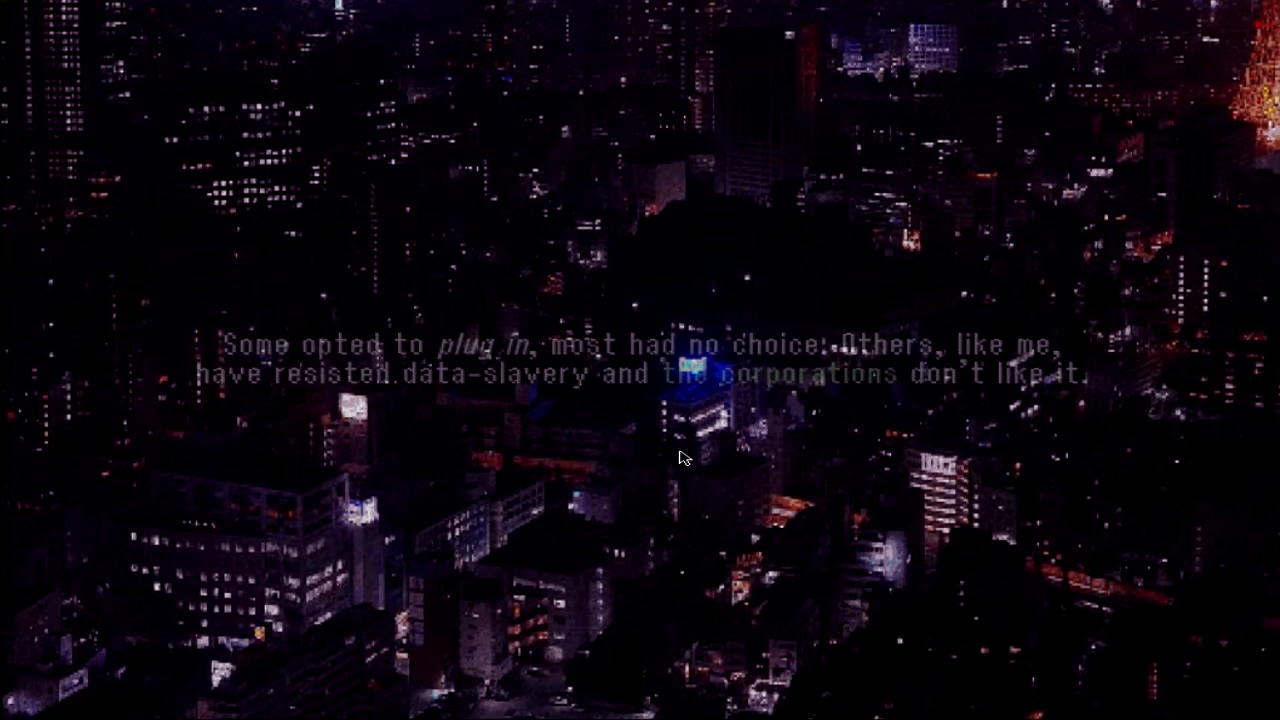 Some opted to plug in, most had no choice. Others, like me,
have resisted data-slavery and the corporations don't like it.